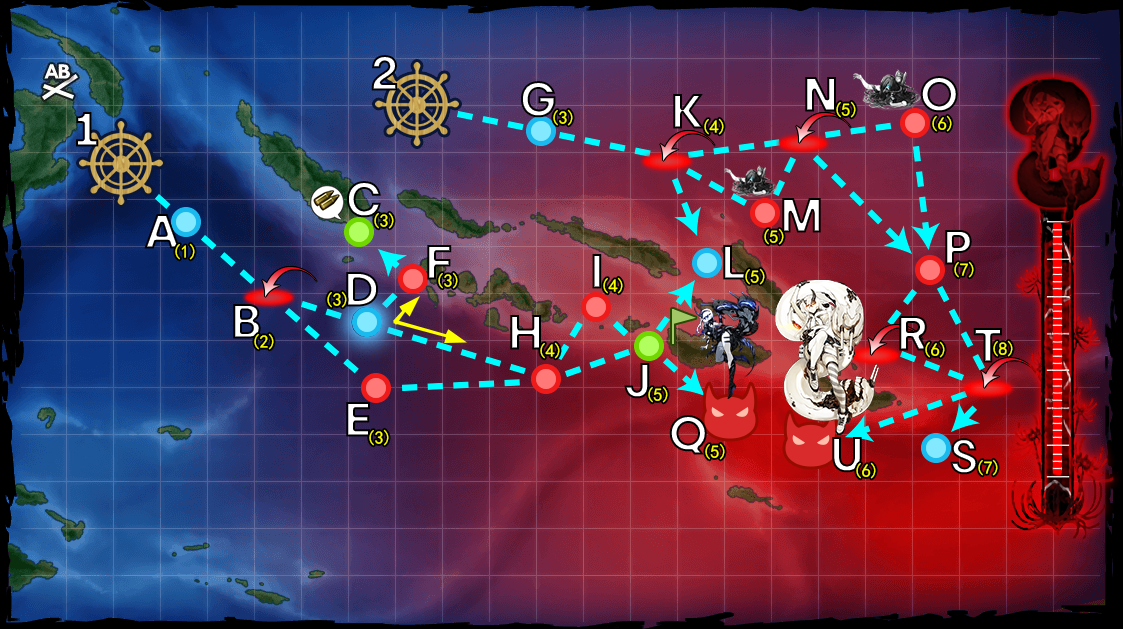 AB
1
2
A(1)
B(2)
C(3)
(3)D
E(3)
F(3)
G(3)
H(4)
I(4)
J(5)
K(4)
L(5)
M(5)
N(5)
O(6)
P(7)
Q(5)
R(6)
S(7)
T(8)
U(6)